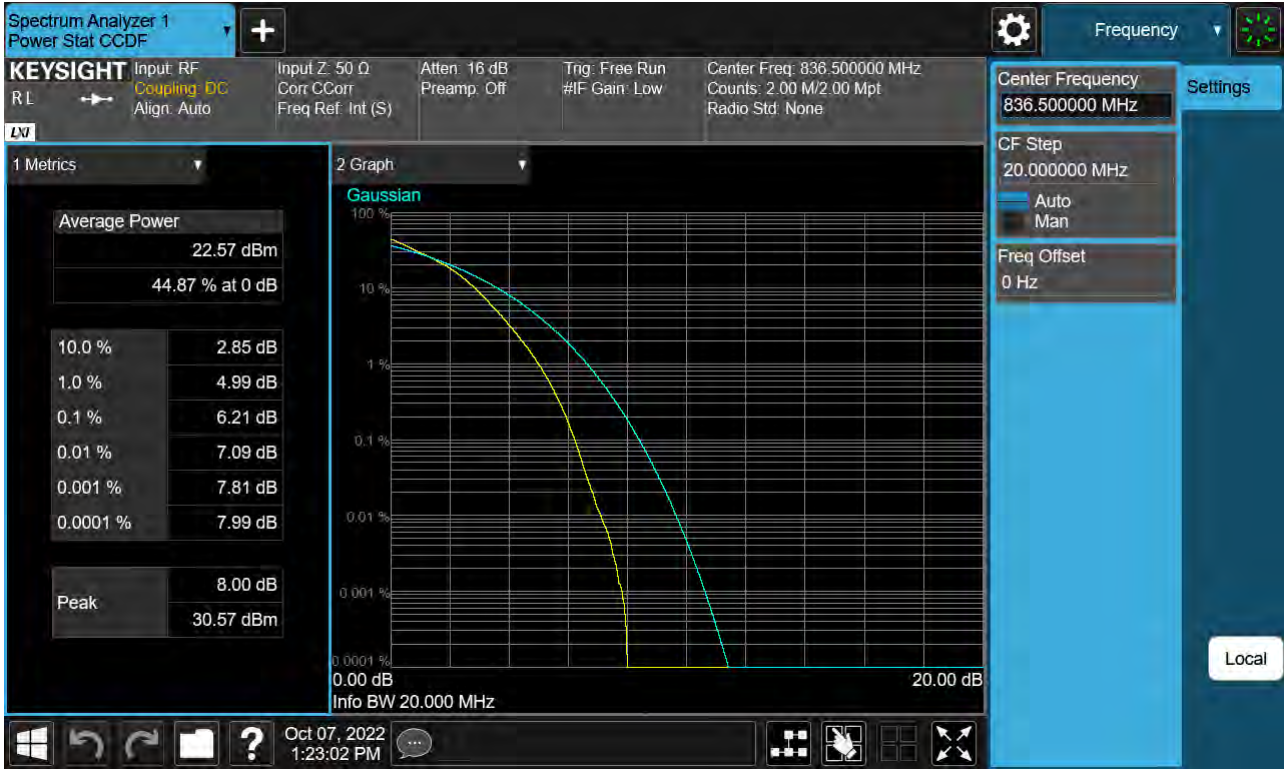 Spectrum Analyzer 1
Power Stat CCDF
Frequency
KEYSIGHT
R L
LXI
Input: RF
Coupling: DC
Align: Auto
Input Z: 50 Ω
Corr CCorr
Freq Ref: Int (S)
Atten: 16 dB
Preamp: Off
Trig: Free Run
#IF Gain: Low
Center Freq: 836.500000 MHz
Counts: 2.00 M/2.00 Mpt
Radio Std: None
Center Frequency
836.500000 MHz
Settings
CF Step
20.000000 MHz
Auto
Man
Freq Offset
0 Hz
1 Metrics
Average Power
22.57 dBm
44.87 % at 0 dB
10.0 % 2.85 dB
1.0 % 4.99 dB
0.1 % 6.21 dB
0.01 % 7.09 dB
0.001 % 7.81 dB
0.0001 % 7.99 dB
Peak
8.00 dB
30.57 dBm
2 Graph
Gaussian
100 %
10 %
1 %
0.1 %
0.01 %
0.001 %
0.0001 %
0.00 dB 20.00 dB
Info BW 20.000 MHz
Local
?
Oct 07, 2022
1:23:02 PM